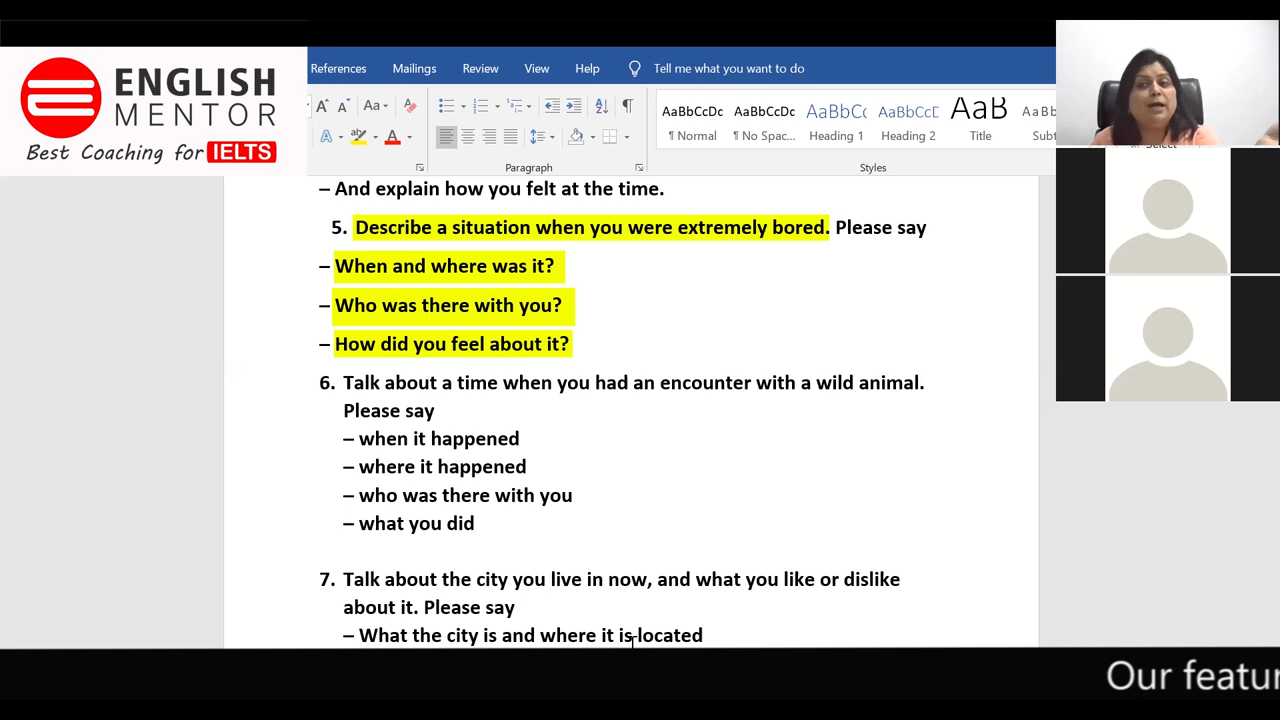 ENGLISH
MENTOR
Best Coaching for IELTS
References Mailings Review View Help Tell me what you want to do
Aa
AaBbCcDc AaBbCcDc AaBbCc AaBbCcD AaB AaBb
¶ Normal ¶ No Spac... Heading 1 Heading 2 Title Subt
Paragraph Styles
Select
– And explain how you felt at the time.
5. Describe a situation when you were extremely bored. Please say
– When and where was it?
– Who was there with you?
– How did you feel about it?
6. Talk about a time when you had an encounter with a wild animal.
Please say
– when it happened
– where it happened
– who was there with you
– what you did
7. Talk about the city you live in now, and what you like or dislike
about it. Please say
– What the city is and where it is located
Our featur